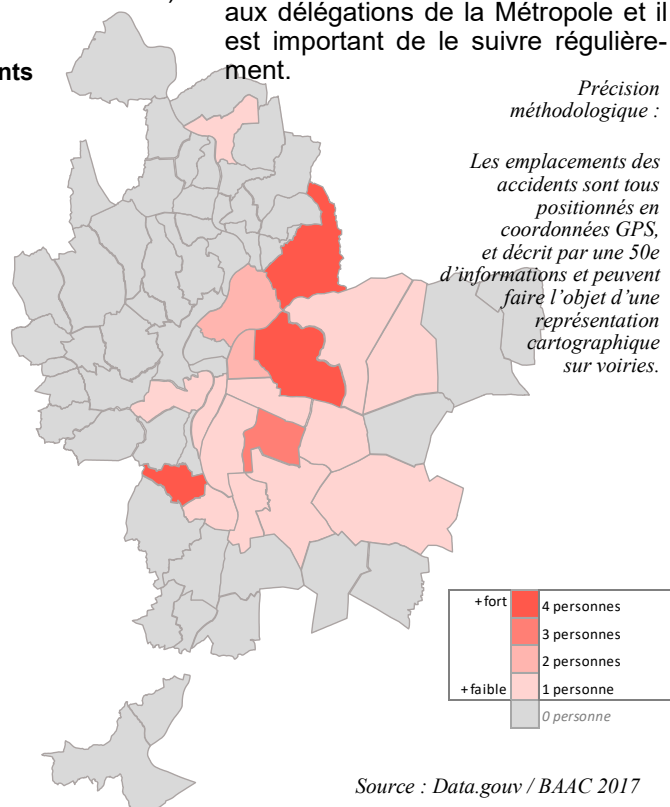 aux délégations de la Métropole et il
est important de le suivre régulière-
ment.
nts
Précision
méthodologique :
Les emplacements des
accidents sont tous
positionnés en
coordonnées GPS,
et décrit par une 50e
d'informations et peuvent
faire l'objet d'une
représentation
cartographique
sur voiries.
+fort 4 personnes
3 personnes
2 personnes
+faible 1 personne
0 personne
Source : Data.gouv / BAAC 2017